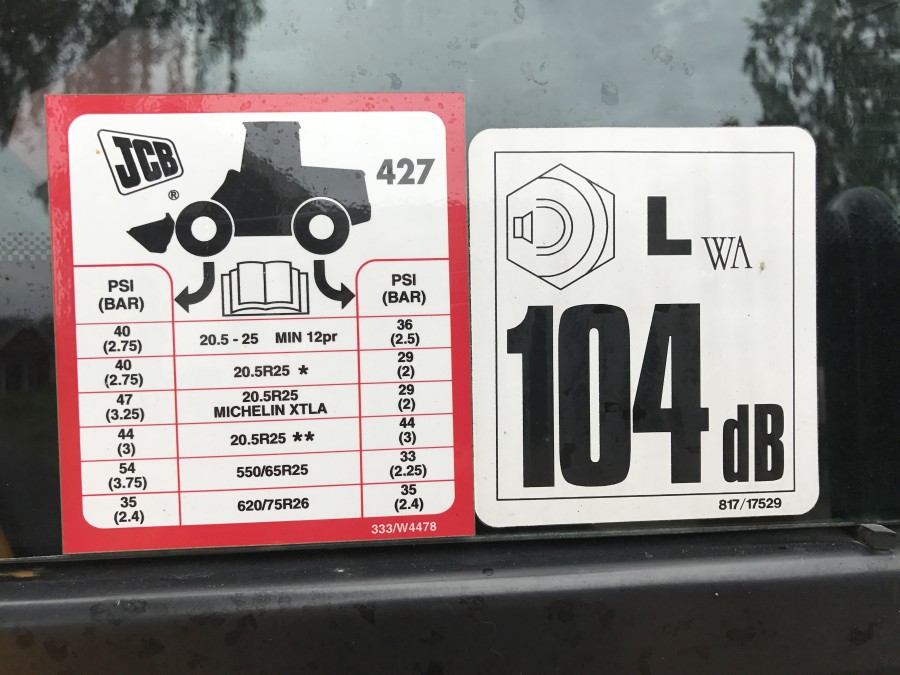 JCB
®
427
PSI
(BAR)
PSI
(BAR)
40
(2.75)
20.5 - 25 MIN 12pr
36
(2.5)
40
(2.75)
20.5R25 *
29
(2)
47
(3.25)
20.5R25
MICHELIN XTLA
29
(2)
44
(3)
20.5R25 **
44
(3)
54
(3.75)
550/65R25
33
(2.25)
35
(2.4)
620/75R26
35
(2.4)
333/W4478
L WA
104 dB
817/17529